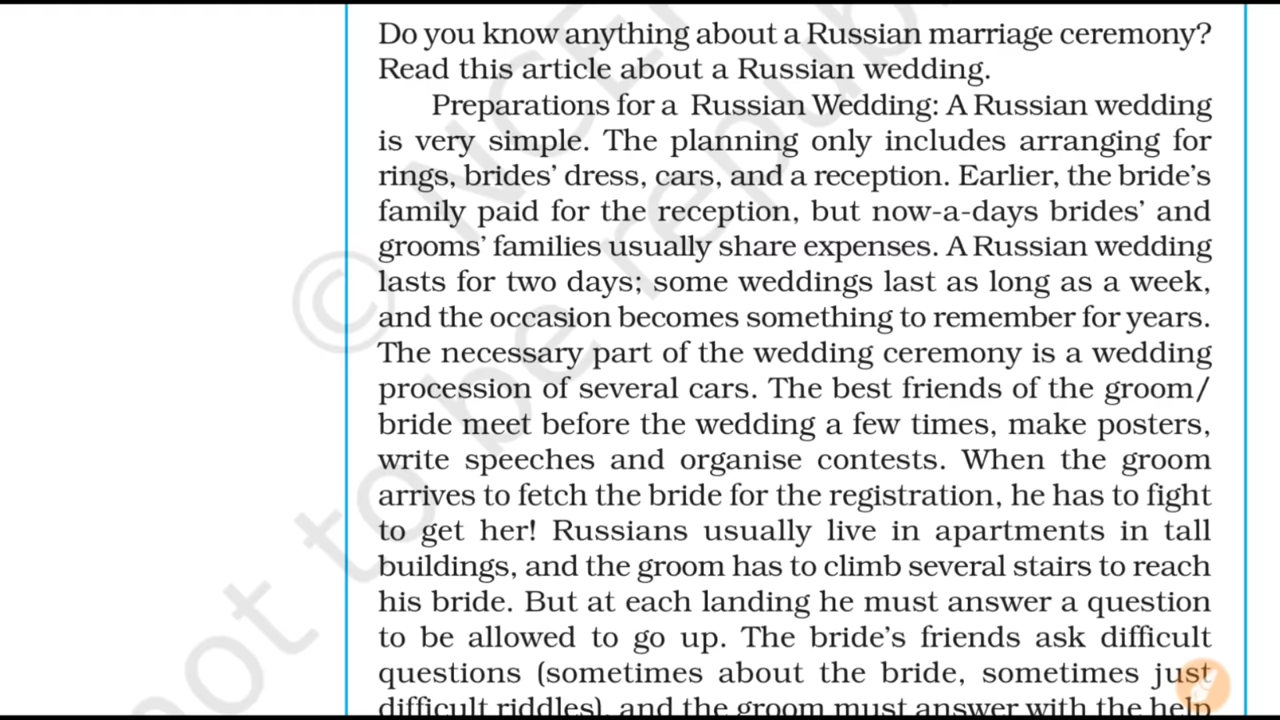 Do you know anything about a Russian marriage ceremony?
Read this article about a Russian wedding.
Preparations for a Russian Wedding: A Russian wedding
is very simple. The planning only includes arranging for
rings, brides’ dress, cars, and a reception. Earlier, the bride’s
family paid for the reception, but now-a-days brides’ and
grooms’ families usually share expenses. A Russian wedding
lasts for two days; some weddings last as long as a week,
and the occasion becomes something to remember for years.
The necessary part of the wedding ceremony is a wedding
procession of several cars. The best friends of the groom/
bride meet before the wedding a few times, make posters,
write speeches and organise contests. When the groom
arrives to fetch the bride for the registration, he has to fight
to get her! Russians usually live in apartments in tall
buildings, and the groom has to climb several stairs to reach
his bride. But at each landing he must answer a question
to be allowed to go up. The bride’s friends ask difficult
questions (sometimes about the bride, sometimes just
difficult riddles), and the groom must answer with the help
© NCE
not to be republ